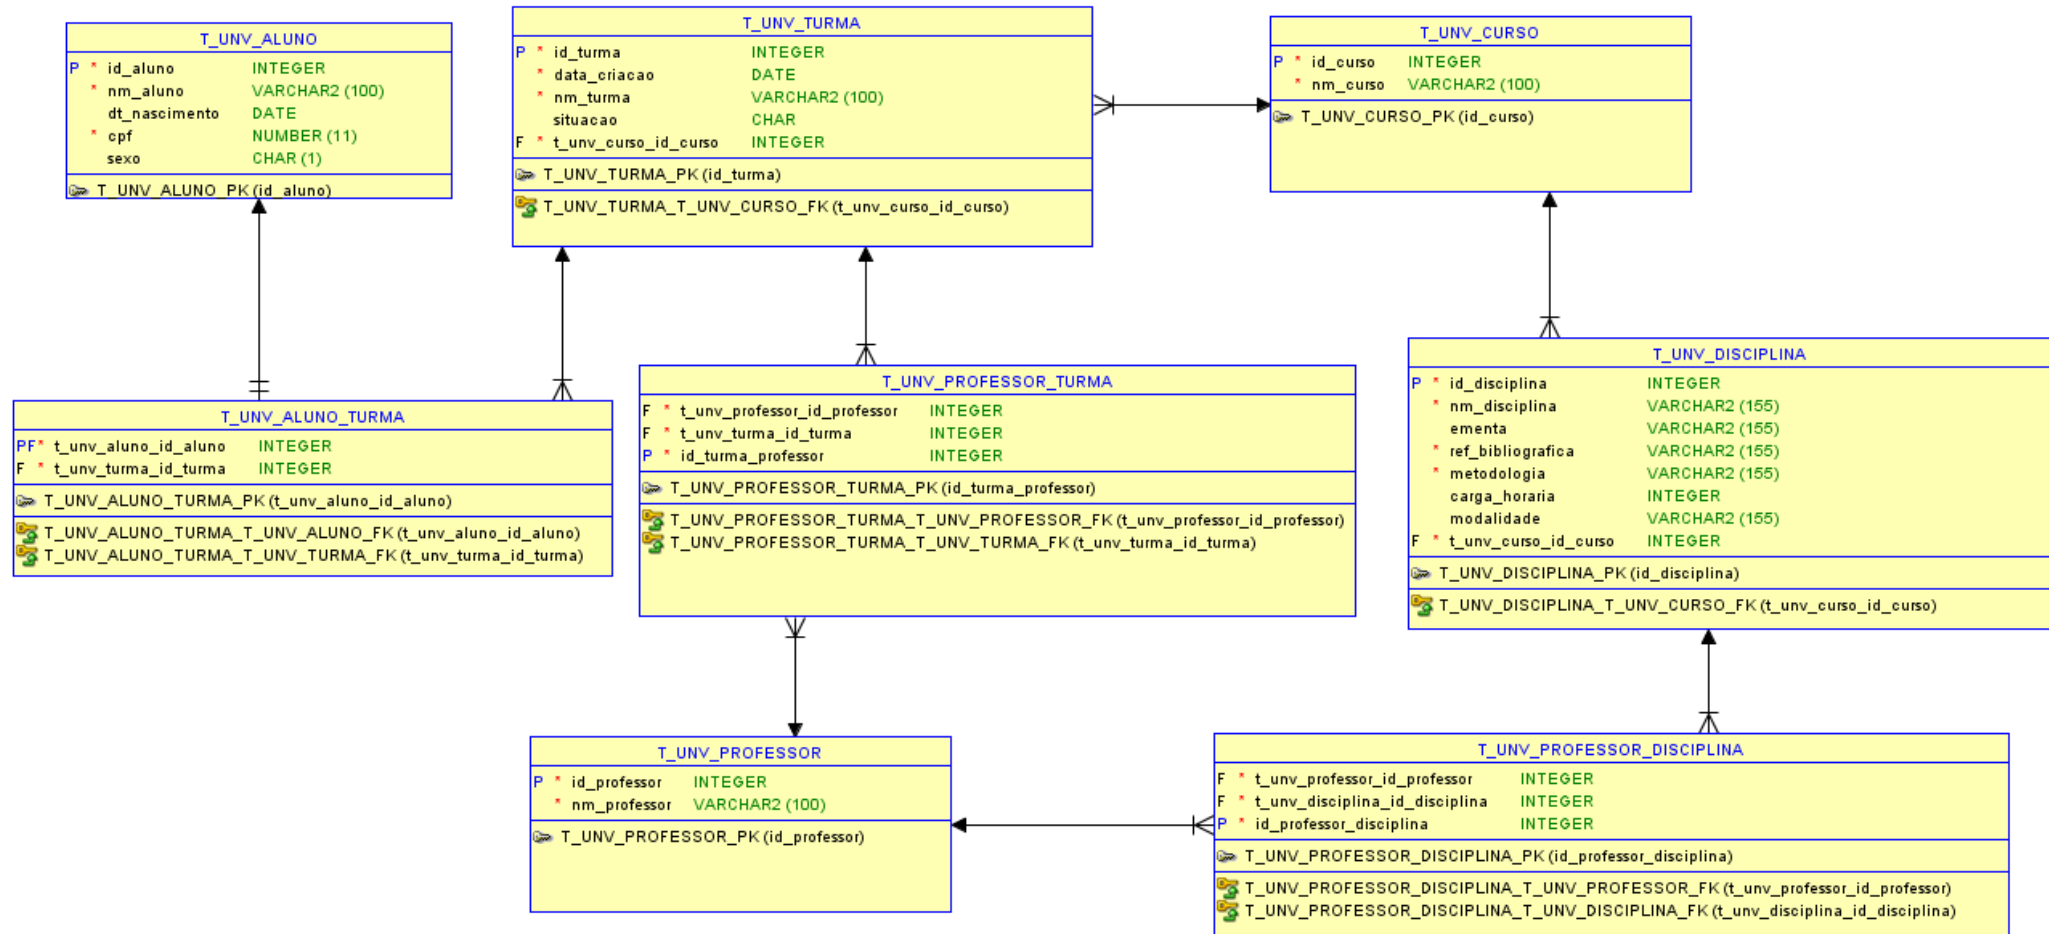 T_UNV_ALUNO
P * id_aluno INTEGER
* nm_aluno VARCHAR2 (100)
dt_nascimento DATE
* cpf NUMBER (11)
sexo CHAR (1)
T_UNV_ALUNO_PK (id_aluno)
T_UNV_TURMA
P * id_turma INTEGER
* data_criacao DATE
* nm_turma VARCHAR2 (100)
situacao CHAR
F * t_unv_curso_id_curso INTEGER
T_UNV_TURMA_PK (id_turma)
T_UNV_TURMA_T_UNV_CURSO_FK (t_unv_curso_id_curso)
T_UNV_CURSO
P * id_curso INTEGER
* nm_curso VARCHAR2 (100)
T_UNV_CURSO_PK (id_curso)
T_UNV_ALUNO_TURMA
PF * t_unv_aluno_id_aluno INTEGER
F * t_unv_turma_id_turma INTEGER
T_UNV_ALUNO_TURMA_PK (t_unv_aluno_id_aluno)
T_UNV_ALUNO_TURMA_T_UNV_ALUNO_FK (t_unv_aluno_id_aluno)
T_UNV_ALUNO_TURMA_T_UNV_TURMA_FK (t_unv_turma_id_turma)
T_UNV_PROFESSOR_TURMA
F * t_unv_professor_id_professor INTEGER
F * t_unv_turma_id_turma INTEGER
P * id_turma_professor INTEGER
T_UNV_PROFESSOR_TURMA_PK (id_turma_professor)
T_UNV_PROFESSOR_TURMA_T_UNV_PROFESSOR_FK (t_unv_professor_id_professor)
T_UNV_PROFESSOR_TURMA_T_UNV_TURMA_FK (t_unv_turma_id_turma)
T_UNV_DISCIPLINA
P * id_disciplina INTEGER
* nm_disciplina VARCHAR2 (155)
ementa VARCHAR2 (155)
* ref_bibliografica VARCHAR2 (155)
* metodologia VARCHAR2 (155)
carga_horaria INTEGER
modalidade VARCHAR2 (155)
F * t_unv_curso_id_curso INTEGER
T_UNV_DISCIPLINA_PK (id_disciplina)
T_UNV_DISCIPLINA_T_UNV_CURSO_FK (t_unv_curso_id_curso)
T_UNV_PROFESSOR
P * id_professor INTEGER
* nm_professor VARCHAR2 (100)
T_UNV_PROFESSOR_PK (id_professor)
T_UNV_PROFESSOR_DISCIPLINA
F * t_unv_professor_id_professor INTEGER
F * t_unv_disciplina_id_disciplina INTEGER
P * id_professor_disciplina INTEGER
T_UNV_PROFESSOR_DISCIPLINA_PK (id_professor_disciplina)
T_UNV_PROFESSOR_DISCIPLINA_T_UNV_PROFESSOR_FK (t_unv_professor_id_professor)
T_UNV_PROFESSOR_DISCIPLINA_T_UNV_DISCIPLINA_FK (t_unv_disciplina_id_disciplina)